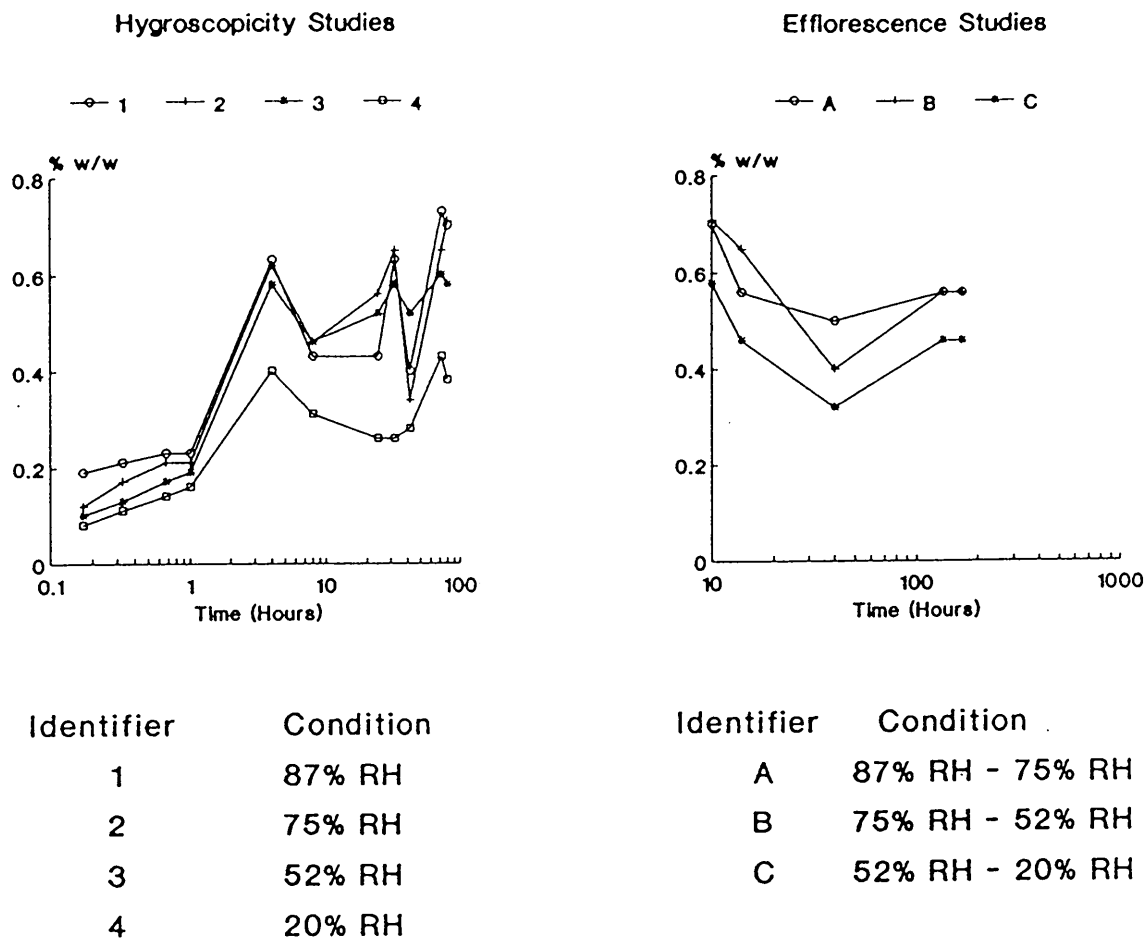 Hygroscopicity Studies
1 2 3 4
% w/w
0.8
0.6
0.4
0.2
0
0.1 1 10 100
Time (Hours)
Identifier Condition
1 87% RH
2 75% RH
3 52% RH
4 20% RH
Efflorescence Studies
A B C
% w/w
0.8
0.6
0.4
0.2
0
10 100 1000
Time (Hours)
Identifier Condition
A 87% RH - 75% RH
B 75% RH - 52% RH
C 52% RH - 20% RH